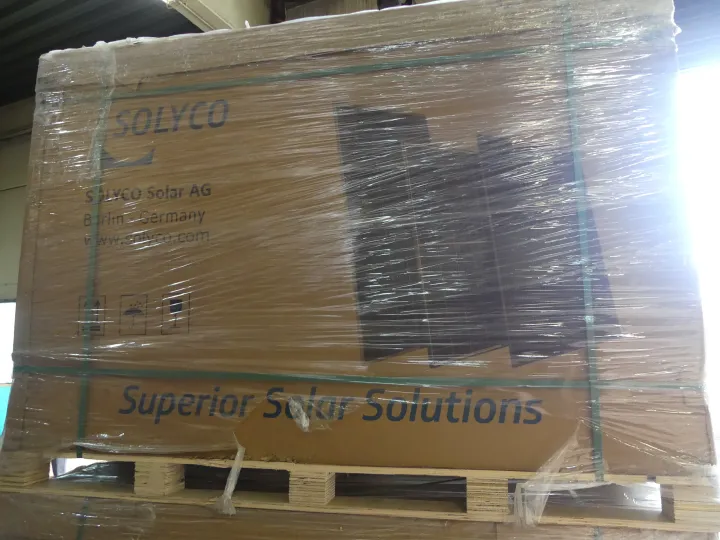 SOLYCO
SOLYCO Solar AG
Berlin - Germany
www.solyco.com
Superior Solar Solutions